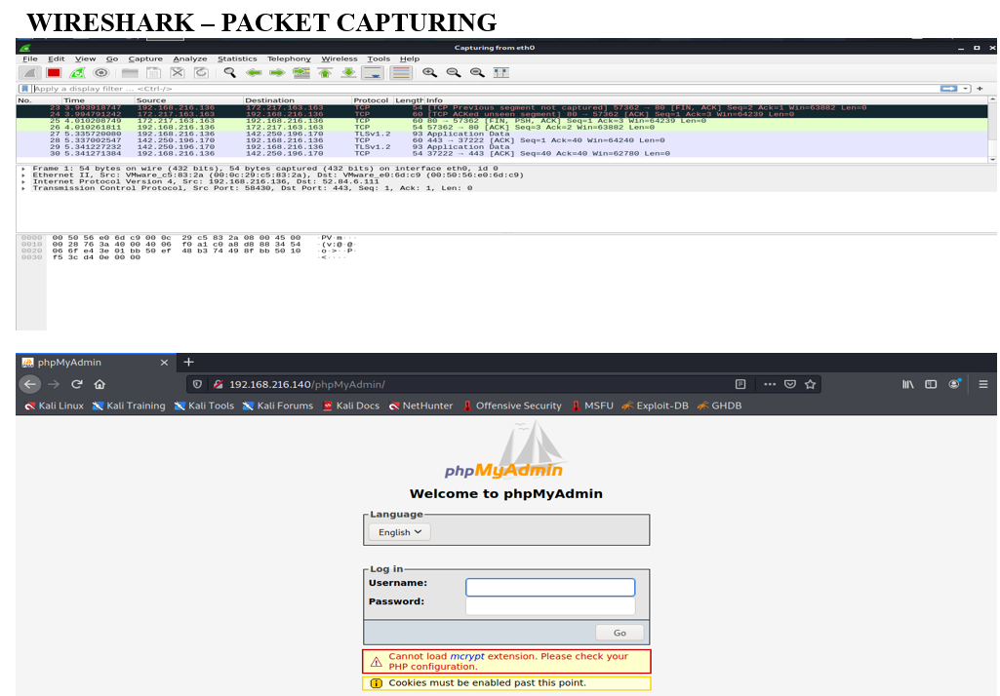 WIRESHARK – PACKET CAPTURING
Capturing from eth0
File Edit View Go Capture Analyze Statistics Telephony Wireless Tools Help
Apply a display filter ... <Ctrl-/>
No. Time Source Destination Protocol Length Info
23 3.993918747 192.168.216.136 172.217.163.163 TCP 54 [TCP Previous segment not captured] 57362 → 80 [FIN, ACK] Seq=2 Ack=1 Win=63882 Len=0
24 3.994791242 172.217.163.163 192.168.216.136 TCP 60 [TCP ACKed unseen segment] 80 → 57362 [ACK] Seq=1 Ack=3 Win=64239 Len=0
25 4.010208749 172.217.163.163 192.168.216.136 TCP 60 80 → 57362 [FIN, PSH, ACK] Seq=1 Ack=3 Win=64239 Len=0
26 4.010261811 192.168.216.136 172.217.163.163 TCP 54 57362 → 80 [ACK] Seq=3 Ack=2 Win=63882 Len=0
27 5.335720080 192.168.216.136 142.250.196.170 TLSv1.2 93 Application Data
28 5.337002547 142.250.196.170 192.168.216.136 TCP 60 443 → 37222 [ACK] Seq=1 Ack=40 Win=64240 Len=0
29 5.341227232 142.250.196.170 192.168.216.136 TLSv1.2 93 Application Data
30 5.341271384 192.168.216.136 142.250.196.170 TCP 54 37222 → 443 [ACK] Seq=40 Ack=40 Win=62780 Len=0
Frame 1: 54 bytes on wire (432 bits), 54 bytes captured (432 bits) on interface eth0, id 0
Ethernet II, Src: VMware_c5:83:2a (00:0c:29:c5:83:2a), Dst: VMware_e0:6d:c9 (00:50:56:e0:6d:c9)
Internet Protocol Version 4, Src: 192.168.216.136, Dst: 52.84.6.111
Transmission Control Protocol, Src Port: 58430, Dst Port: 443, Seq: 1, Ack: 1, Len: 0
0000 00 50 56 e0 6d c9 00 0c 29 c5 83 2a 08 00 45 00 ·PV·m···
0010 00 28 76 3a 40 00 40 06 f0 a1 c0 a8 d8 88 34 54 ·(v:@·@·
0020 06 6f e4 3e 01 bb 50 ef 48 b3 74 49 8f bb 50 10 ·o·>··P·
0030 f5 3c d4 0e 00 00 ·<····
phpMyAdmin
192.168.216.140/phpMyAdmin/
Kali Linux Kali Training Kali Tools Kali Forums Kali Docs NetHunter Offensive Security MSFU Exploit-DB GHDB
phpMyAdmin
Welcome to phpMyAdmin
Language
English
Log in
Username:
Password:
Go
Cannot load mcrypt extension. Please check your
PHP configuration.
Cookies must be enabled past this point.